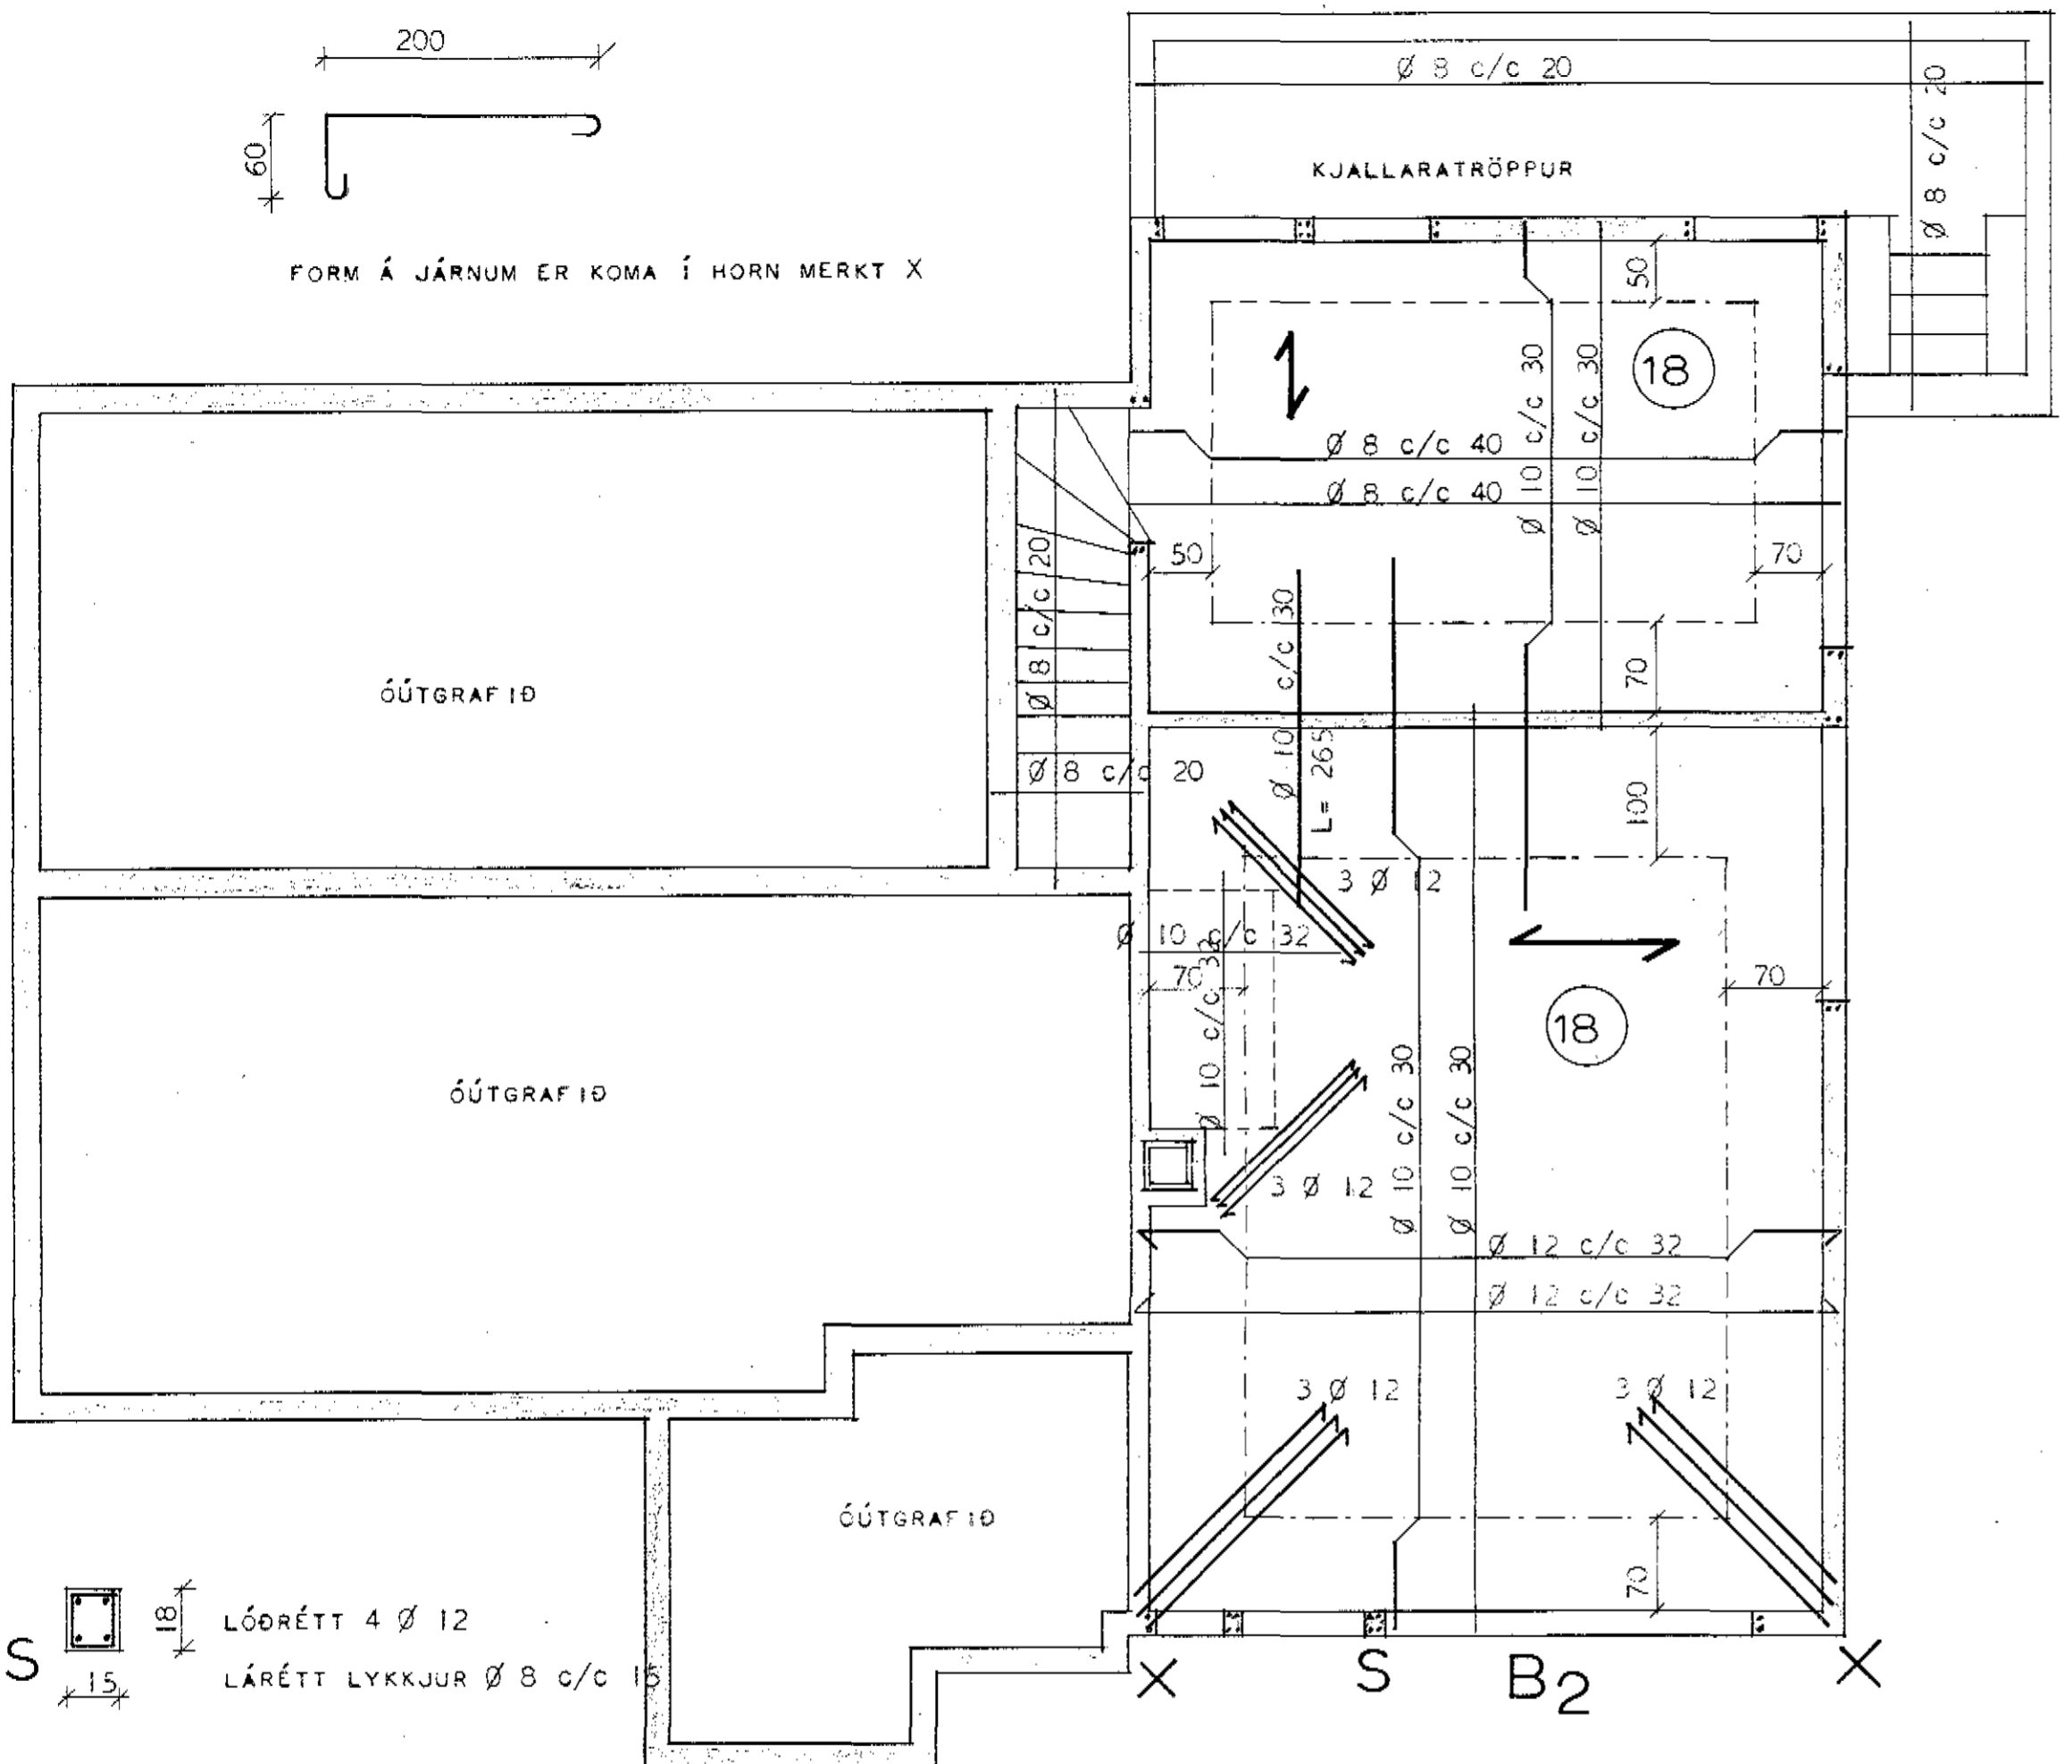 200
60
FORM Á JÁRNUM ER KOMA Í HORN MERKT X
Ø 8 c/c 20
Ø 8 c/c 20
KJALLARATRÖPPUR
50
18
Ø 10 c/c 30
Ø 10 c/c 30
Ø 8 c/c 40
Ø 8 c/c 40
50
70
70
Ø 8 c/c 20
Ø 8 c/c 20
Ø 10 c/c 30
L= 265
100
ÓÚTGRAFIÐ
3 Ø 12
Ø 10 c/c 32
70
Ø 10 c/c 32
70
18
ÓÚTGRAFIÐ
Ø 10 c/c 30
Ø 10 c/c 30
3 Ø 12
Ø 12 c/c 32
Ø 12 c/c 32
3 Ø 12
3 Ø 12
ÓÚTGRAFIÐ
70
S
18
15
LÓÐRÉTT 4 Ø 12
LÁRÉTT LYKKJUR Ø 8 c/c 15
X
S
B2
X